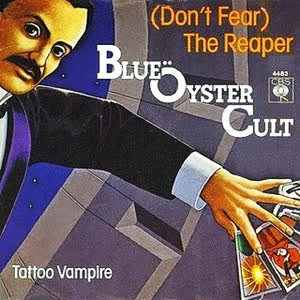 (Don't Fear)
The Reaper
BLUE ÖYSTER CULT
4483
CBS
Tattoo Vampire